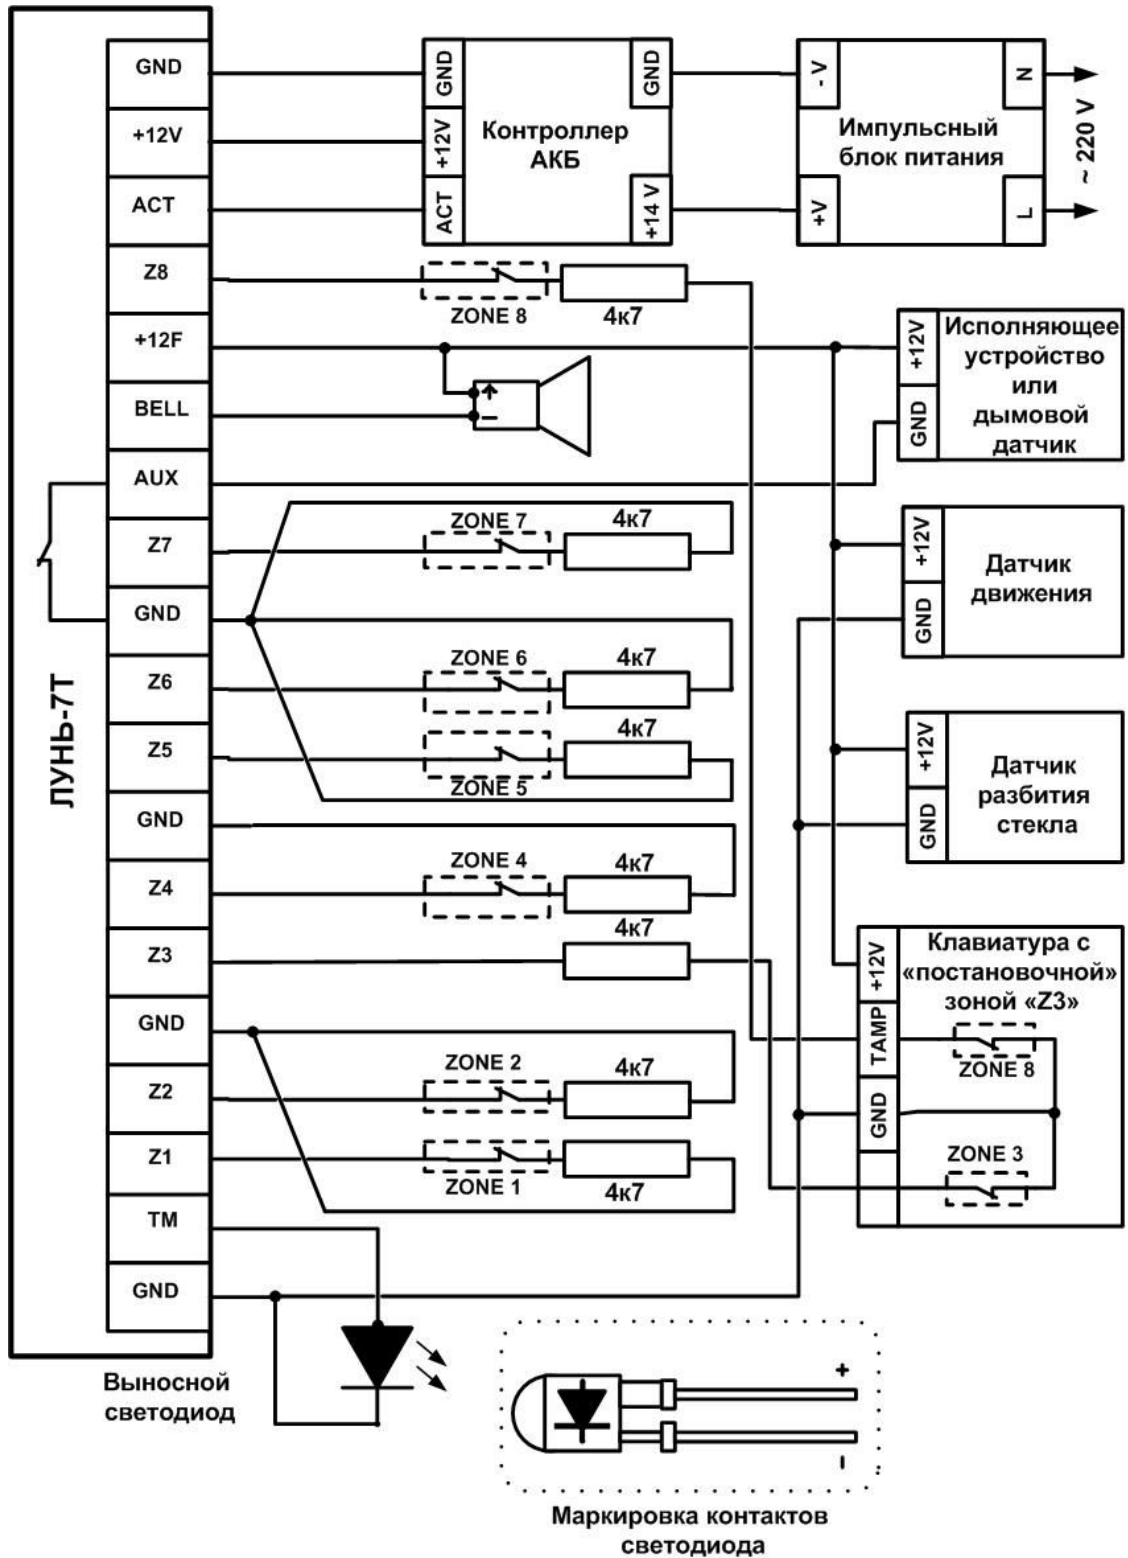 ЛУНЬ-7Т
GND
+12V
ACT
Z8
+12F
BELL
AUX
Z7
GND
Z6
Z5
GND
Z4
Z3
GND
Z2
Z1
TM
GND
GND
+12V
ACT
Контроллер
АКБ
GND
+14 V
- V
+V
Импульсный
блок питания
N
L
~ 220 V
ZONE 8
4к7
–
+12V
GND
Исполняющее
устройство
или
дымовой
датчик
ZONE 7
4к7
+12V
GND
Датчик
движения
ZONE 6
4к7
4к7
ZONE 5
+12V
GND
Датчик
разбития
стекла
ZONE 4
4к7
4к7
+12V
TAMP
GND
Клавиатура с
«постановочной»
зоной «Z3»
ZONE 8
ZONE 3
ZONE 2
4к7
ZONE 1
4к7
Выносной
светодиод
+
–
Маркировка контактов
светодиода